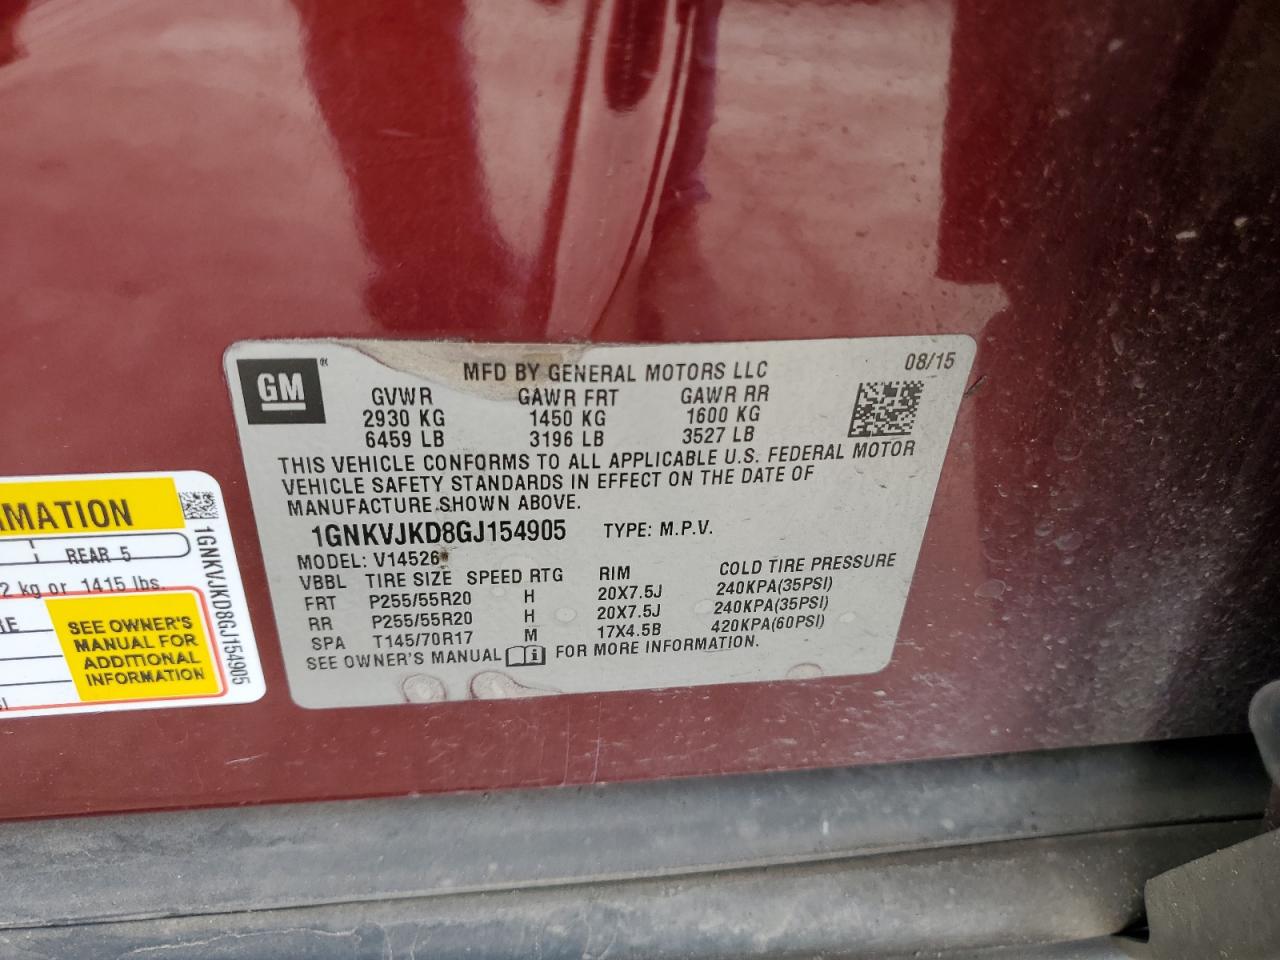 GM®
MFD BY GENERAL MOTORS LLC
08/15
GVWR GAWR FRT GAWR RR
2930 KG 1450 KG 1600 KG
6459 LB 3196 LB 3527 LB
THIS VEHICLE CONFORMS TO ALL APPLICABLE U.S. FEDERAL MOTOR
VEHICLE SAFETY STANDARDS IN EFFECT ON THE DATE OF
MANUFACTURE SHOWN ABOVE.
1GNKVJKD8GJ154905 TYPE: M.P.V.
MODEL: V14526
VBBL TIRE SIZE SPEED RTG RIM COLD TIRE PRESSURE
FRT P255/55R20 H 20X7.5J 240KPA(35PSI)
RR P255/55R20 H 20X7.5J 240KPA(35PSI)
SPA T145/70R17 M 17X4.5B 420KPA(60PSI)
SEE OWNER'S MANUAL FOR MORE INFORMATION.
MATION
REAR 5
2 kg or 1415 lbs.
RE
SEE OWNER'S
MANUAL FOR
ADDITIONAL
INFORMATION
1GNKVJKD8GJ154905